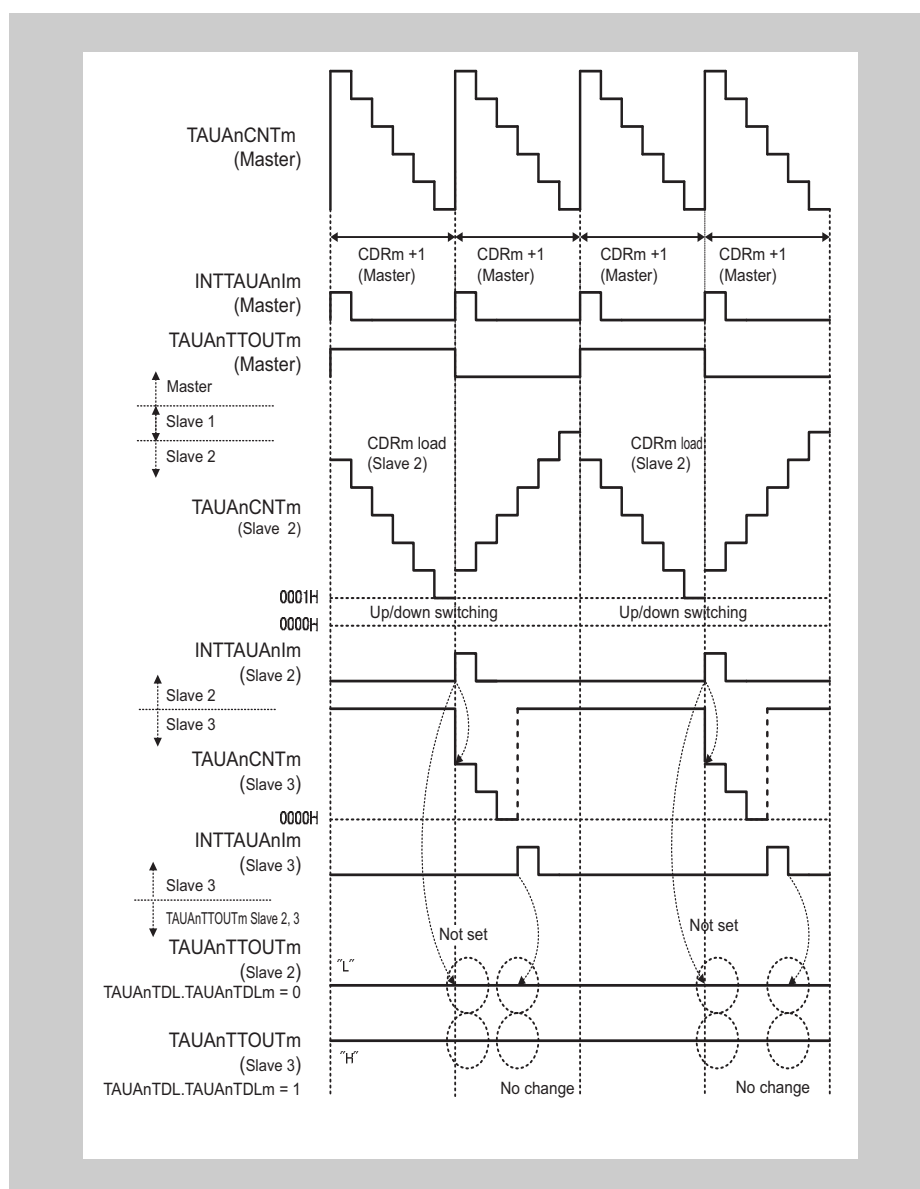 TAUAnCNTm
(Master)
CDRm +1
(Master)
CDRm +1
(Master)
CDRm +1
(Master)
CDRm +1
(Master)
INTTAUAnIm
(Master)
TAUAnTTOUTm
(Master)
Master
Slave 1
Slave 2
CDRm load
(Slave 2)
CDRm load
(Slave 2)
TAUAnCNTm
(Slave 2)
0001H
Up/down switching
Up/down switching
0000H
INTTAUAnIm
(Slave 2)
Slave 2
Slave 3
TAUAnCNTm
(Slave 3)
0000H
INTTAUAnIm
(Slave 3)
Slave 3
TAUAnTTOUTm Slave 2, 3
Not set
Not set
TAUAnTTOUTm
(Slave 2)
"L"
TAUAnTDL.TAUAnTDLm = 0
TAUAnTTOUTm
(Slave 3)
"H"
TAUAnTDL.TAUAnTDLm = 1
No change
No change